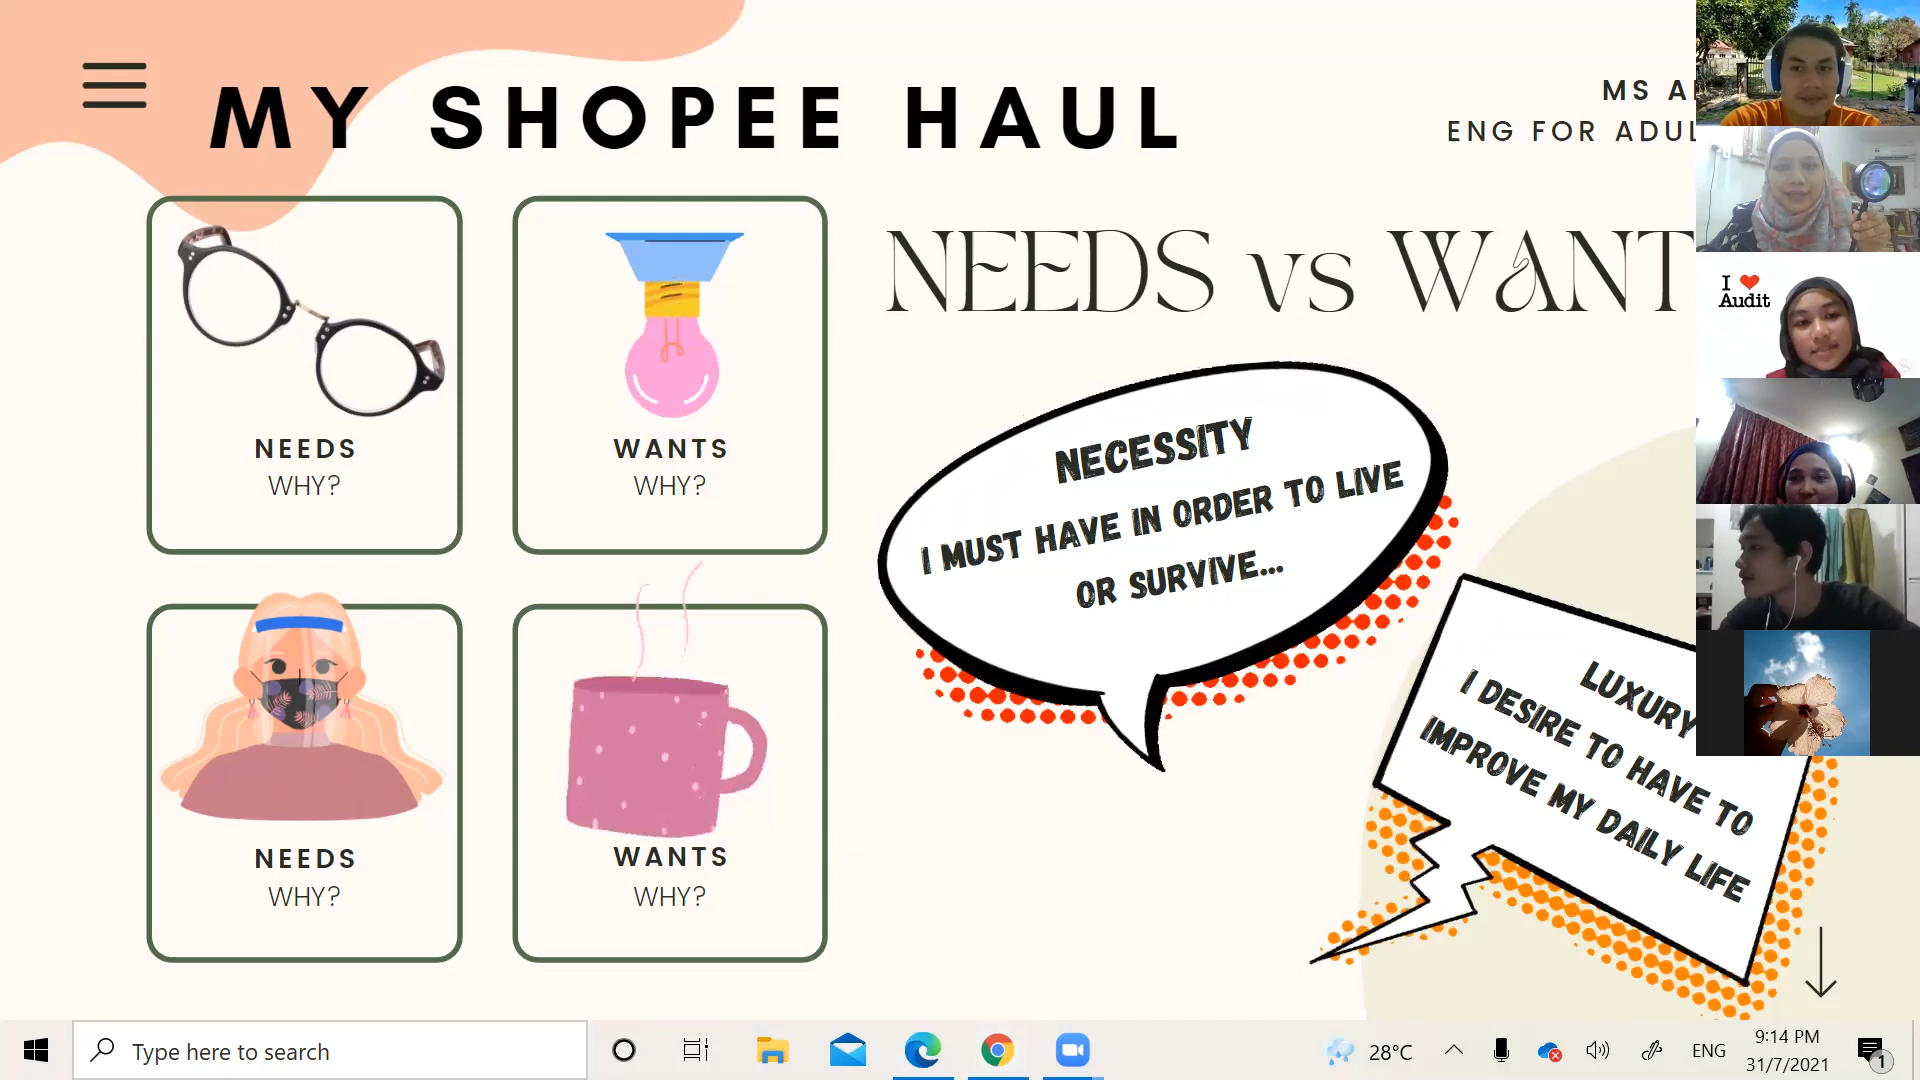 MY SHOPEE HAUL
MS A
ENG FOR ADUL
NEEDS vs WANT
NEEDS
WHY?
WANTS
WHY?
NEEDS
WHY?
WANTS
WHY?
NECESSITY
I MUST HAVE IN ORDER TO LIVE
OR SURVIVE...
LUXURY
I DESIRE TO HAVE TO
IMPROVE MY DAILY LIFE
I ❤
Audit
Type here to search
28°C
ENG
9:14 PM
31/7/2021
1